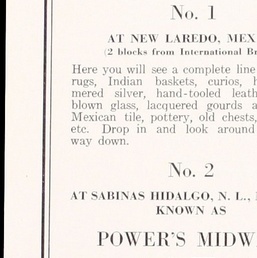 No. 1
AT NEW LAREDO, MEX
(2 blocks from International Br
Here you will see a complete line
rugs, Indian baskets, curios, h
mered silver, hand-tooled leath
blown glass, lacquered gourds a
Mexican tile, pottery, old chests,
etc. Drop in and look around
way down.
No. 2
AT SABINAS HIDALGO, N. L.,
KNOWN AS
POWER'S MIDW